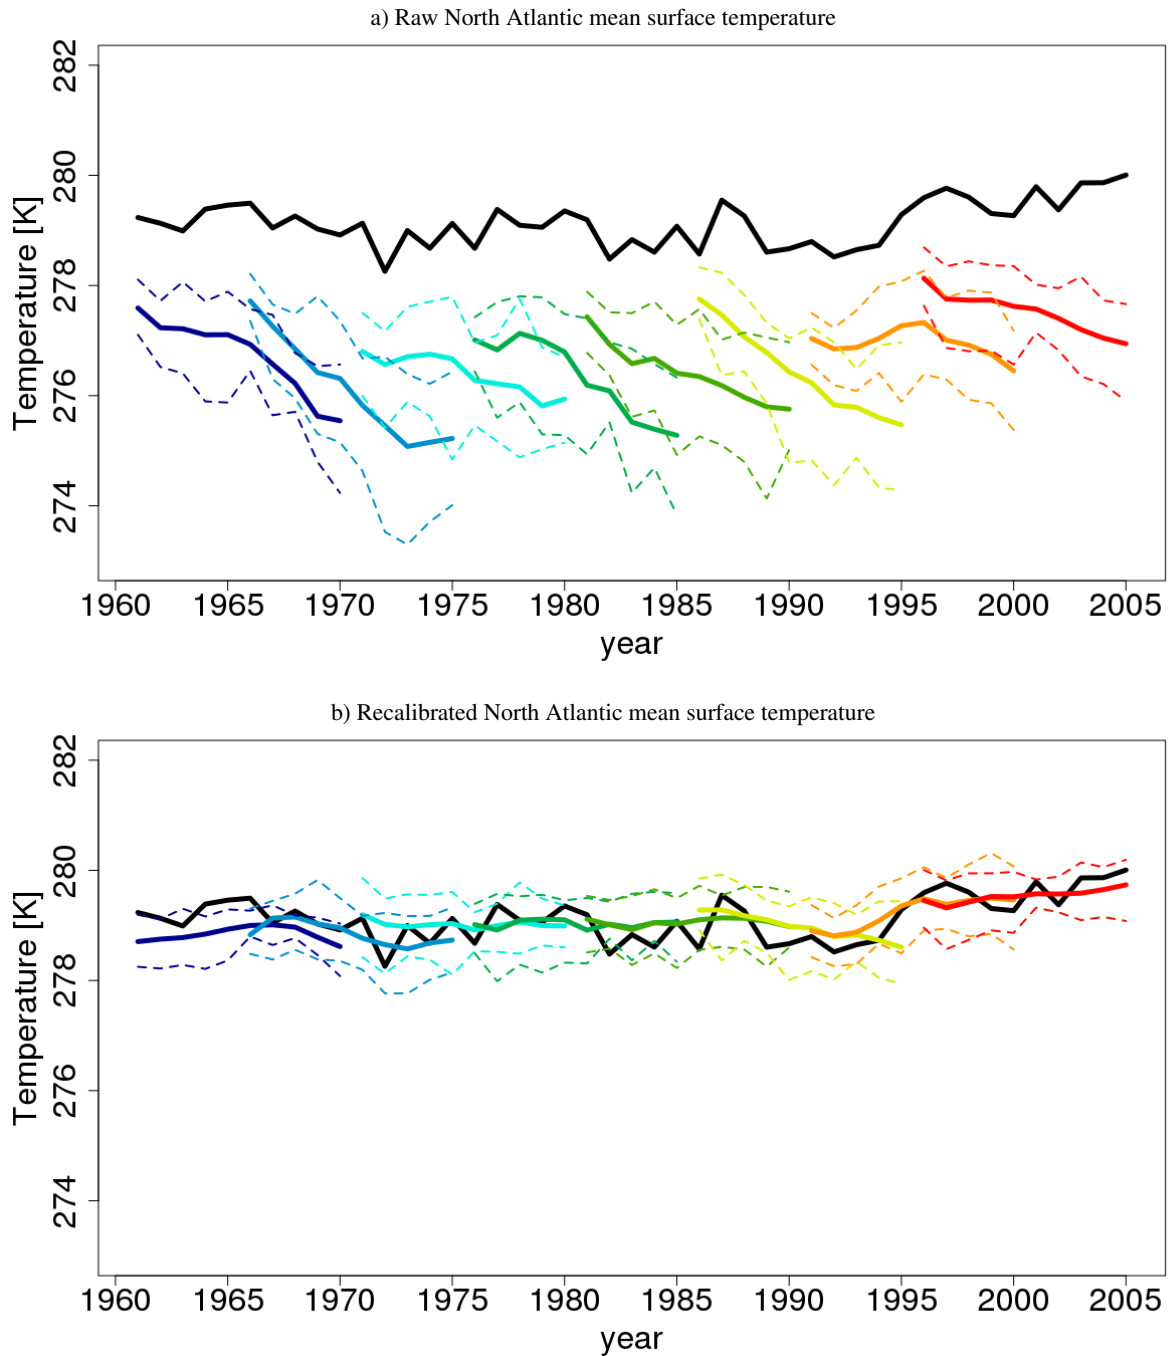 a) Raw North Atlantic mean surface temperature
282
280
278
276
274
Temperature [K]
1960 1965 1970 1975 1980 1985 1990 1995 2000 2005
year
b) Recalibrated North Atlantic mean surface temperature
282
280
278
276
274
Temperature [K]
1960 1965 1970 1975 1980 1985 1990 1995 2000 2005
year